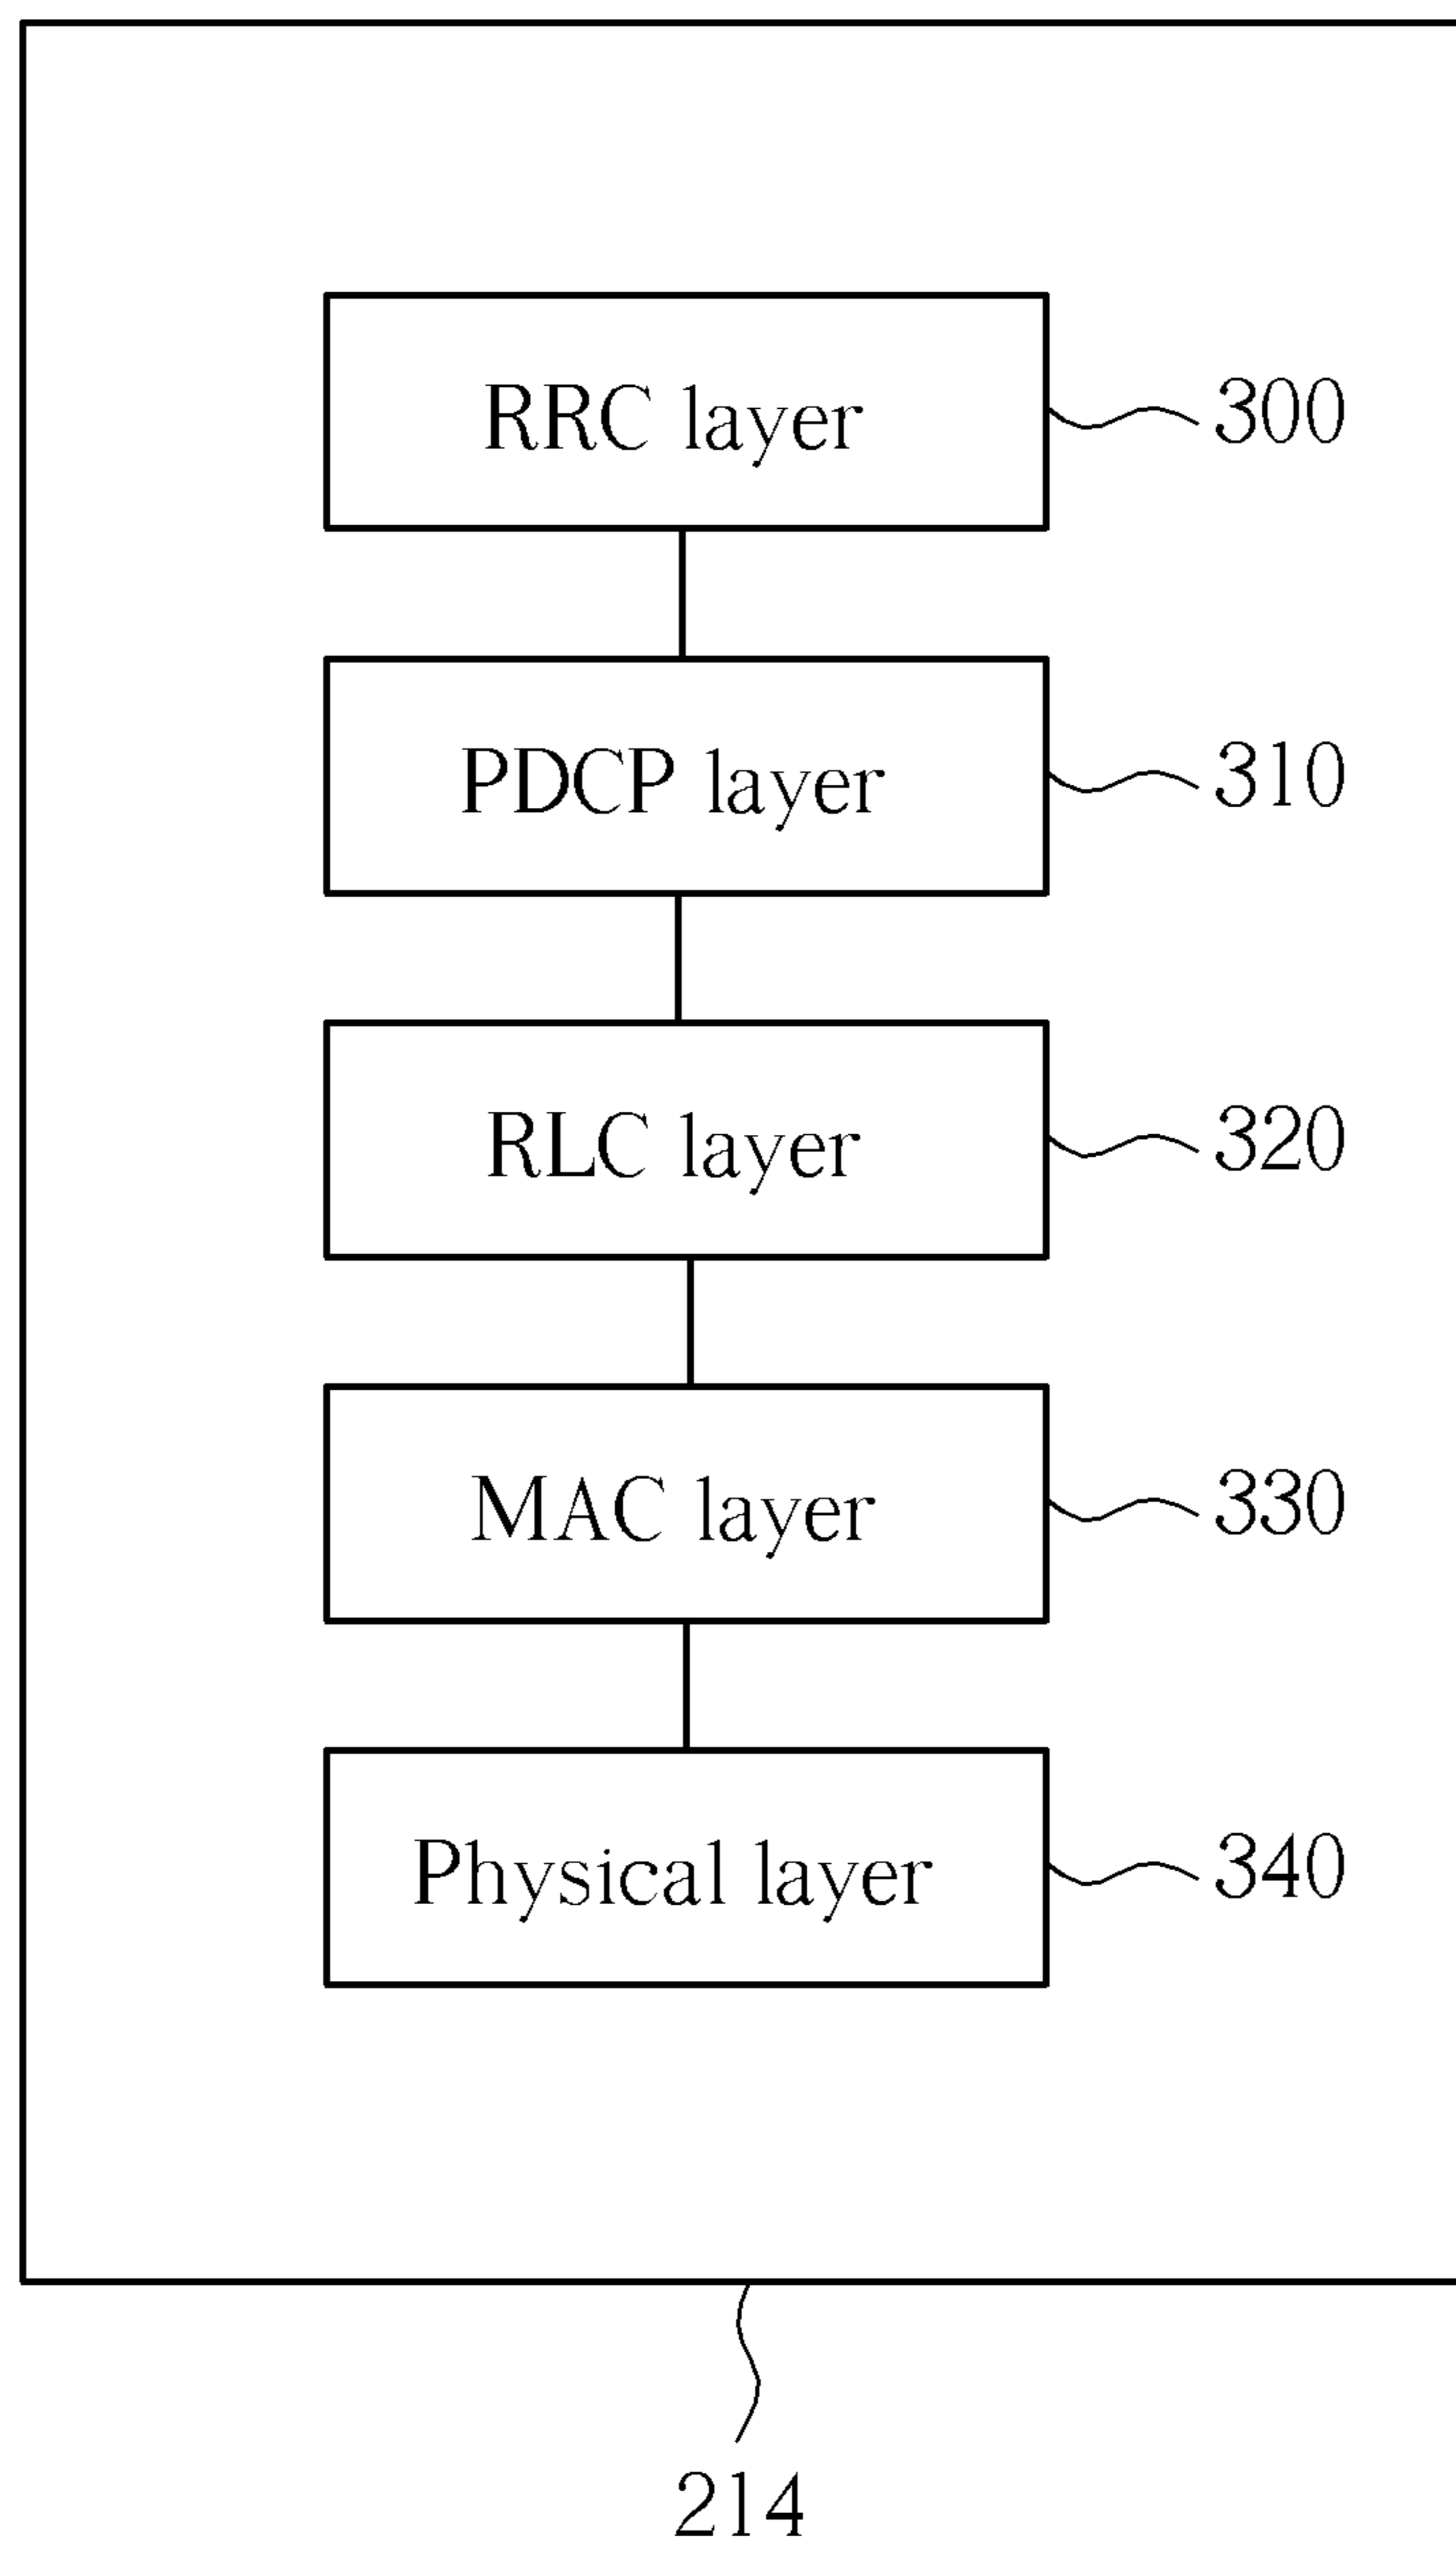 RRC layer 300
PDCP layer 310
RLC layer 320
MAC layer 330
Physical layer 340
214